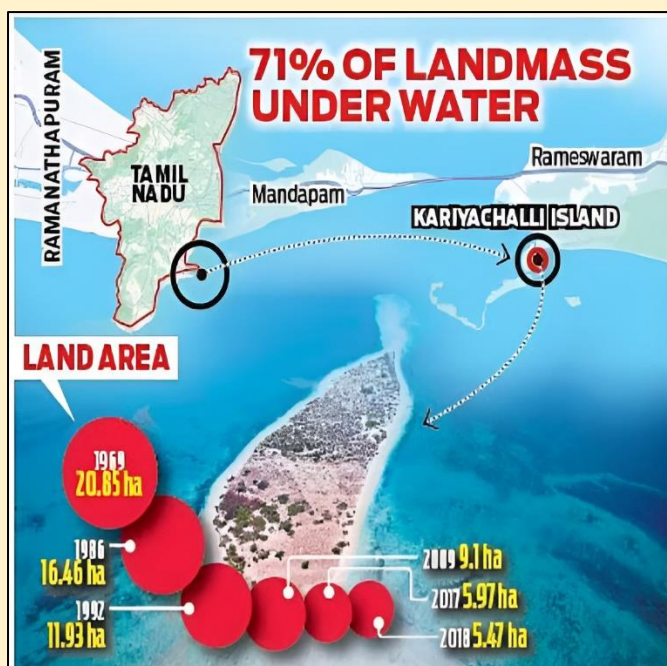 71% OF LANDMASS
UNDER WATER
RAMANATHAPURAM
TAMIL
NADU
Mandapam
Rameswaram
KARIYACHALLI ISLAND
LAND AREA
1969
20.85 ha
1986
16.46 ha
1992
11.93 ha
2009 9.1 ha
2017 5.97 ha
2018 5.47 ha